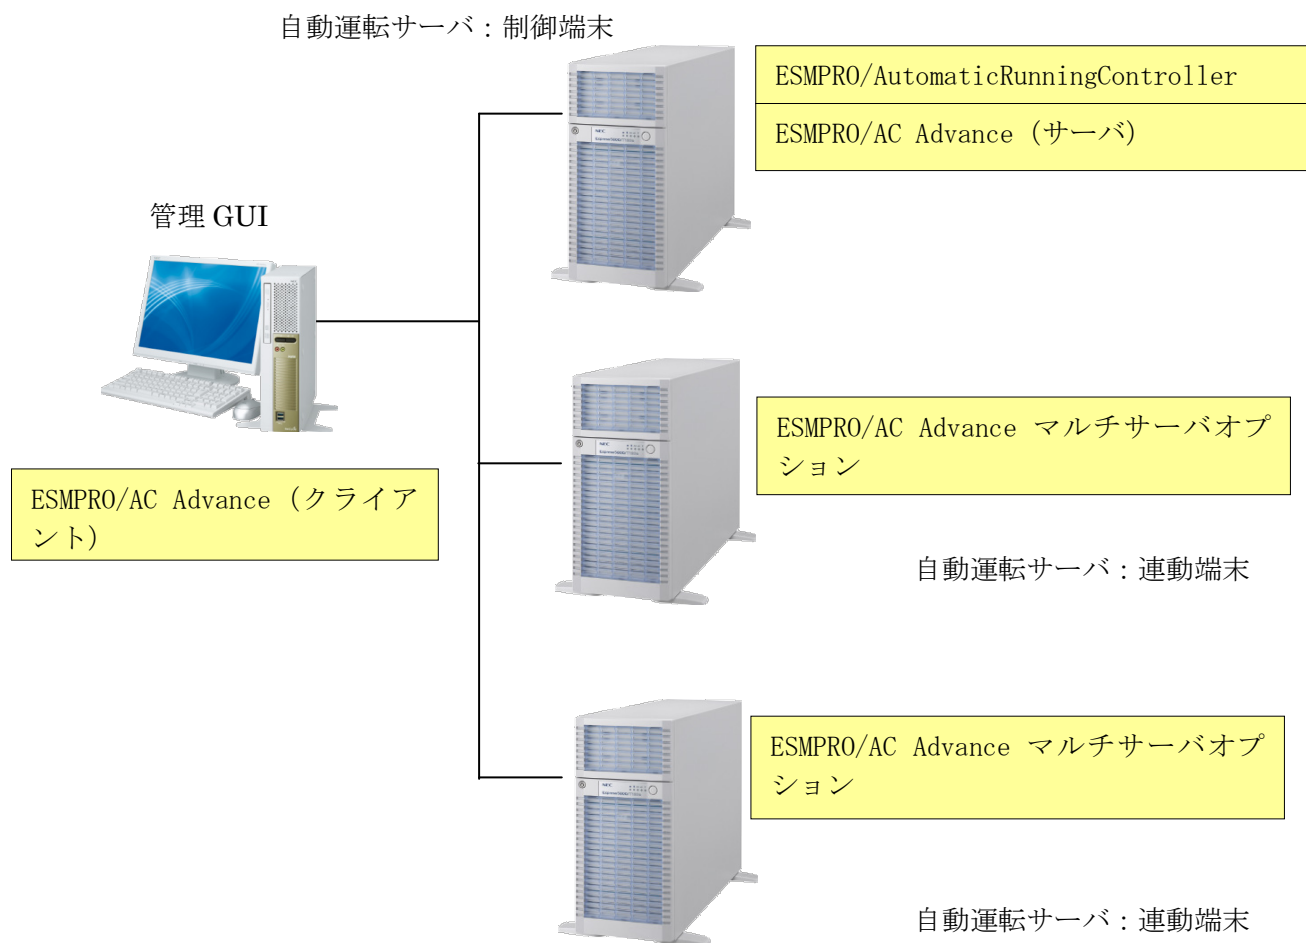 自動運転サーバ：制御端末
ESMPRO/AutomaticRunningController
ESMPRO/AC Advance（サーバ）
管理 GUI
ESMPRO/AC Advance（クライア
ント）
NEC
ESMPRO/AC Advance マルチサーバオプ
ション
NEC
自動運転サーバ：連動端末
ESMPRO/AC Advance マルチサーバオプ
ション
NEC
自動運転サーバ：連動端末